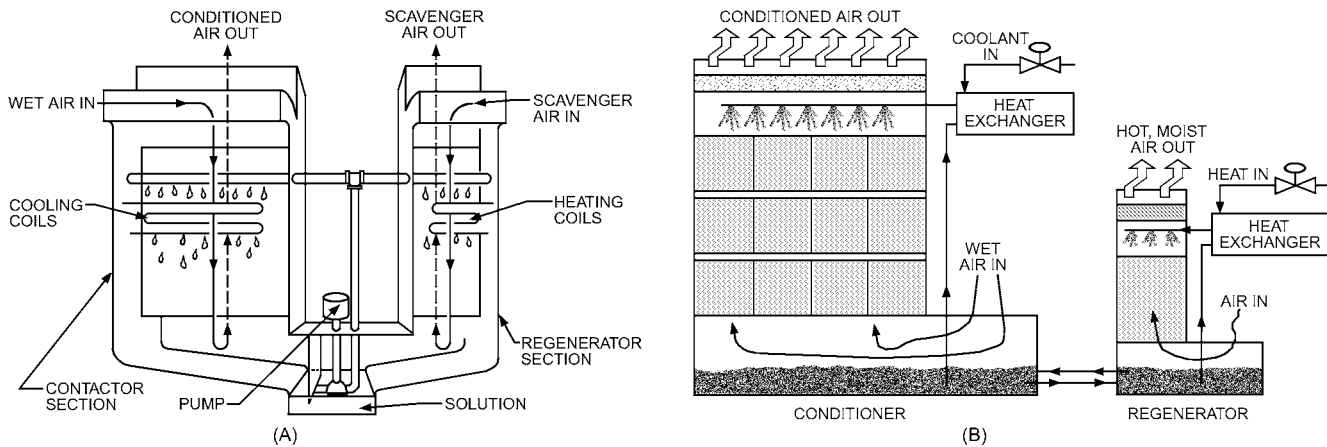 CONDITIONED
AIR OUT
SCAVENGER
AIR OUT
WET AIR IN
SCAVENGER
AIR IN
COOLING
COILS
HEATING
COILS
REGENERATOR
SECTION
CONTACTOR
SECTION
PUMP
SOLUTION
(A)
CONDITIONED AIR OUT
COOLANT
IN
HEAT
EXCHANGER
HOT, MOIST
AIR OUT
HEAT IN
HEAT
EXCHANGER
WET
AIR IN
AIR IN
CONDITIONER
REGENERATOR
(B)